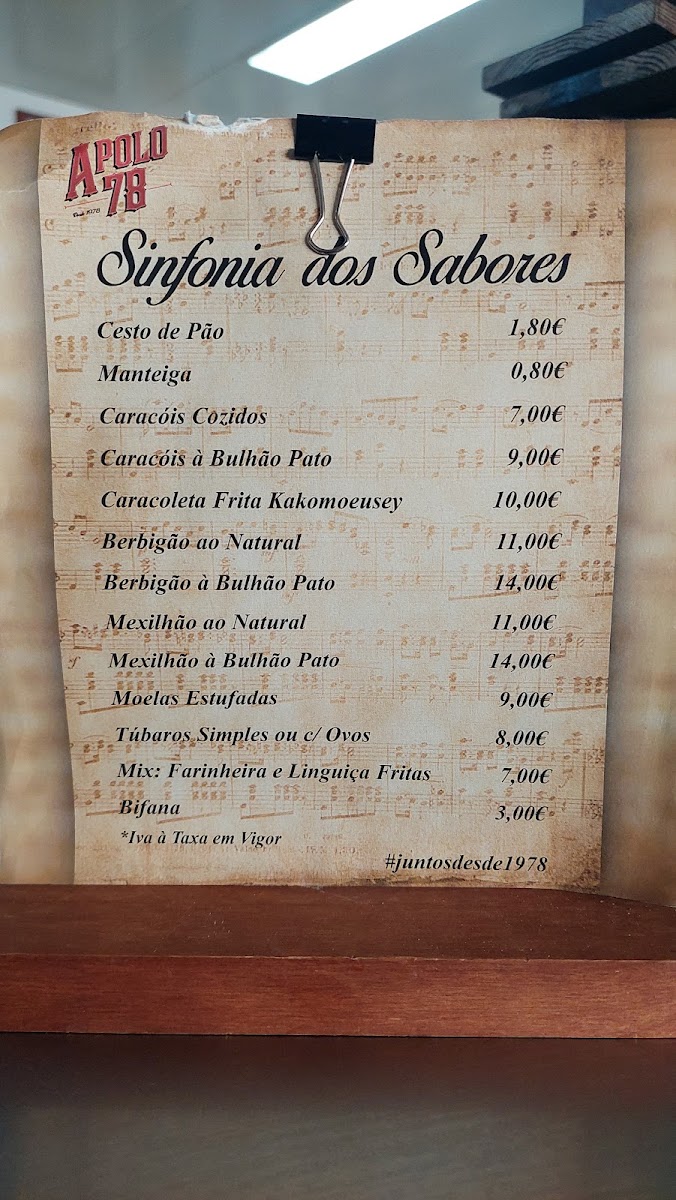 APOLO
78
Desde 1978
Sinfonia dos Sabores
Cesto de Pão 1,80€
Manteiga 0,80€
Caracóis Cozidos 7,00€
Caracóis à Bulhão Pato 9,00€
Caracoleta Frita Kakomoeusey 10,00€
Berbigão ao Natural 11,00€
Berbigão à Bulhão Pato 14,00€
Mexilhão ao Natural 11,00€
Mexilhão à Bulhão Pato 14,00€
Moelas Estufadas 9,00€
Túbaros Simples ou c/ Ovos 8,00€
Mix: Farinheira e Linguiça Fritas 7,00€
Bifana 3,00€
*Iva à Taxa em Vigor
#juntosdesde1978